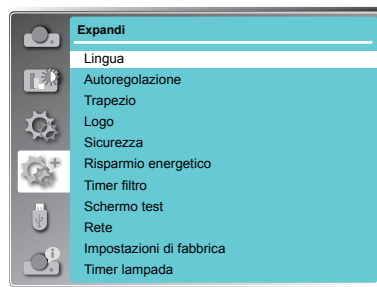 Expandi
Lingua
Autoregolazione
Trapezio
Logo
Sicurezza
Risparmio energetico
Timer filtro
Schermo test
Rete
Impostazioni di fabbrica
Timer lampada